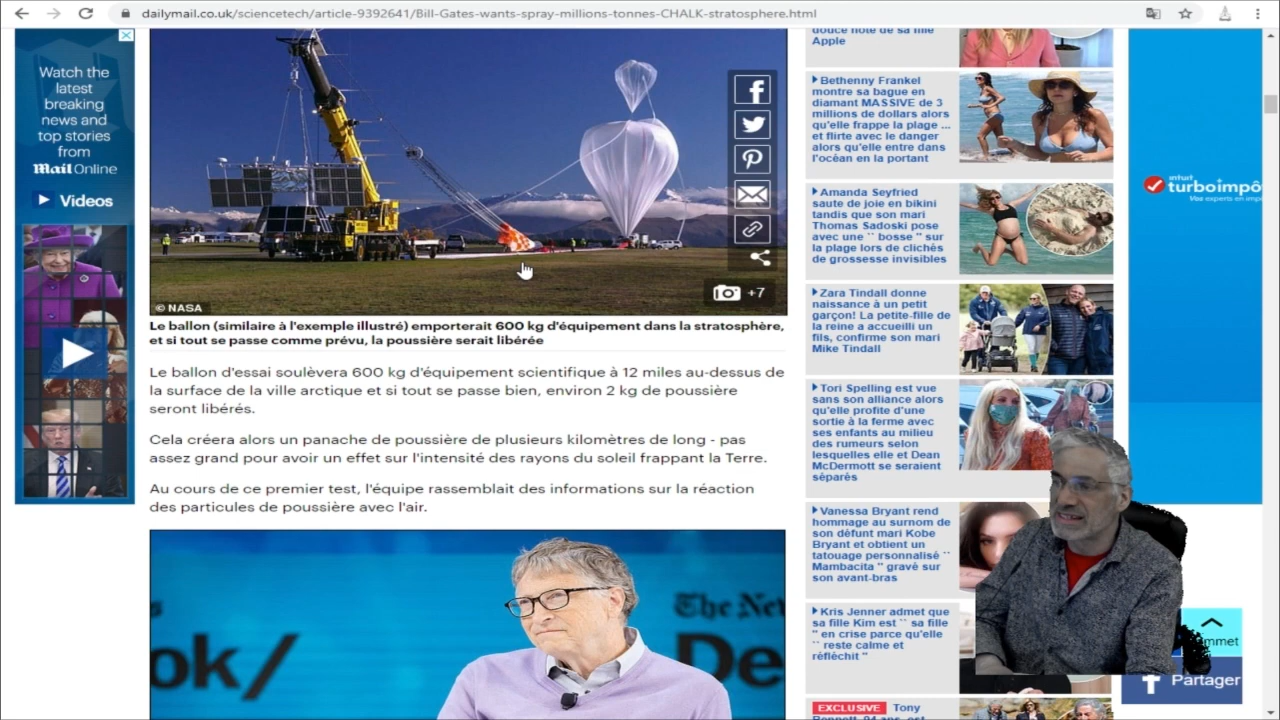 dailymail.co.uk/sciencetech/article-9392641/Bill-Gates-wants-spray-millions-tonnes-CHALK-stratosphere.html
Watch the
latest
breaking
news and
top stories
from
Mail Online
Videos
© NASA
+7
Le ballon (similaire à l'exemple illustré) emporterait 600 kg d'équipement dans la stratosphère,
et si tout se passe comme prévu, la poussière serait libérée
Le ballon d'essai soulèvera 600 kg d'équipement scientifique à 12 miles au-dessus de
la surface de la ville arctique et si tout se passe bien, environ 2 kg de poussière
seront libérés.
Cela créera alors un panache de poussière de plusieurs kilomètres de long - pas
assez grand pour avoir un effet sur l'intensité des rayons du soleil frappant la Terre.
Au cours de ce premier test, l'équipe rassemblait des informations sur la réaction
des particules de poussière avec l'air.
ok/
The New
De
douce note de sa fille
Apple
Bethenny Frankel
montre sa bague en
diamant MASSIVE de 3
millions de dollars alors
qu'elle frappe la plage ...
et flirte avec le danger
alors qu'elle entre dans
l'océan en la portant
Amanda Seyfried
saute de joie en bikini
tandis que son mari
Thomas Sadoski pose
avec une `` bosse '' sur
la plage lors de clichés
de grossesse invisibles
Zara Tindall donne
naissance à un petit
garçon! La petite-fille de
la reine a accueilli un
fils, confirme son mari
Mike Tindall
Tori Spelling est vue
sans son alliance alors
qu'elle profite d'une
sortie à la ferme avec
ses enfants au milieu
des rumeurs selon
lesquelles elle et Dean
McDermott se seraient
séparés
Vanessa Bryant rend
hommage au surnom de
son défunt mari Kobe
Bryant et obtient un
tatouage personnalisé ``
Mambacita '' gravé sur
son avant-bras
Kris Jenner admet que
sa fille Kim est `` sa fille
'' en crise parce qu'elle
`` reste calme et
réfléchit ''
EXCLUSIVE Tony
Bennett, 94 ans, est
intuit
turboimpô
Vos experts en imp
mmet
Partager